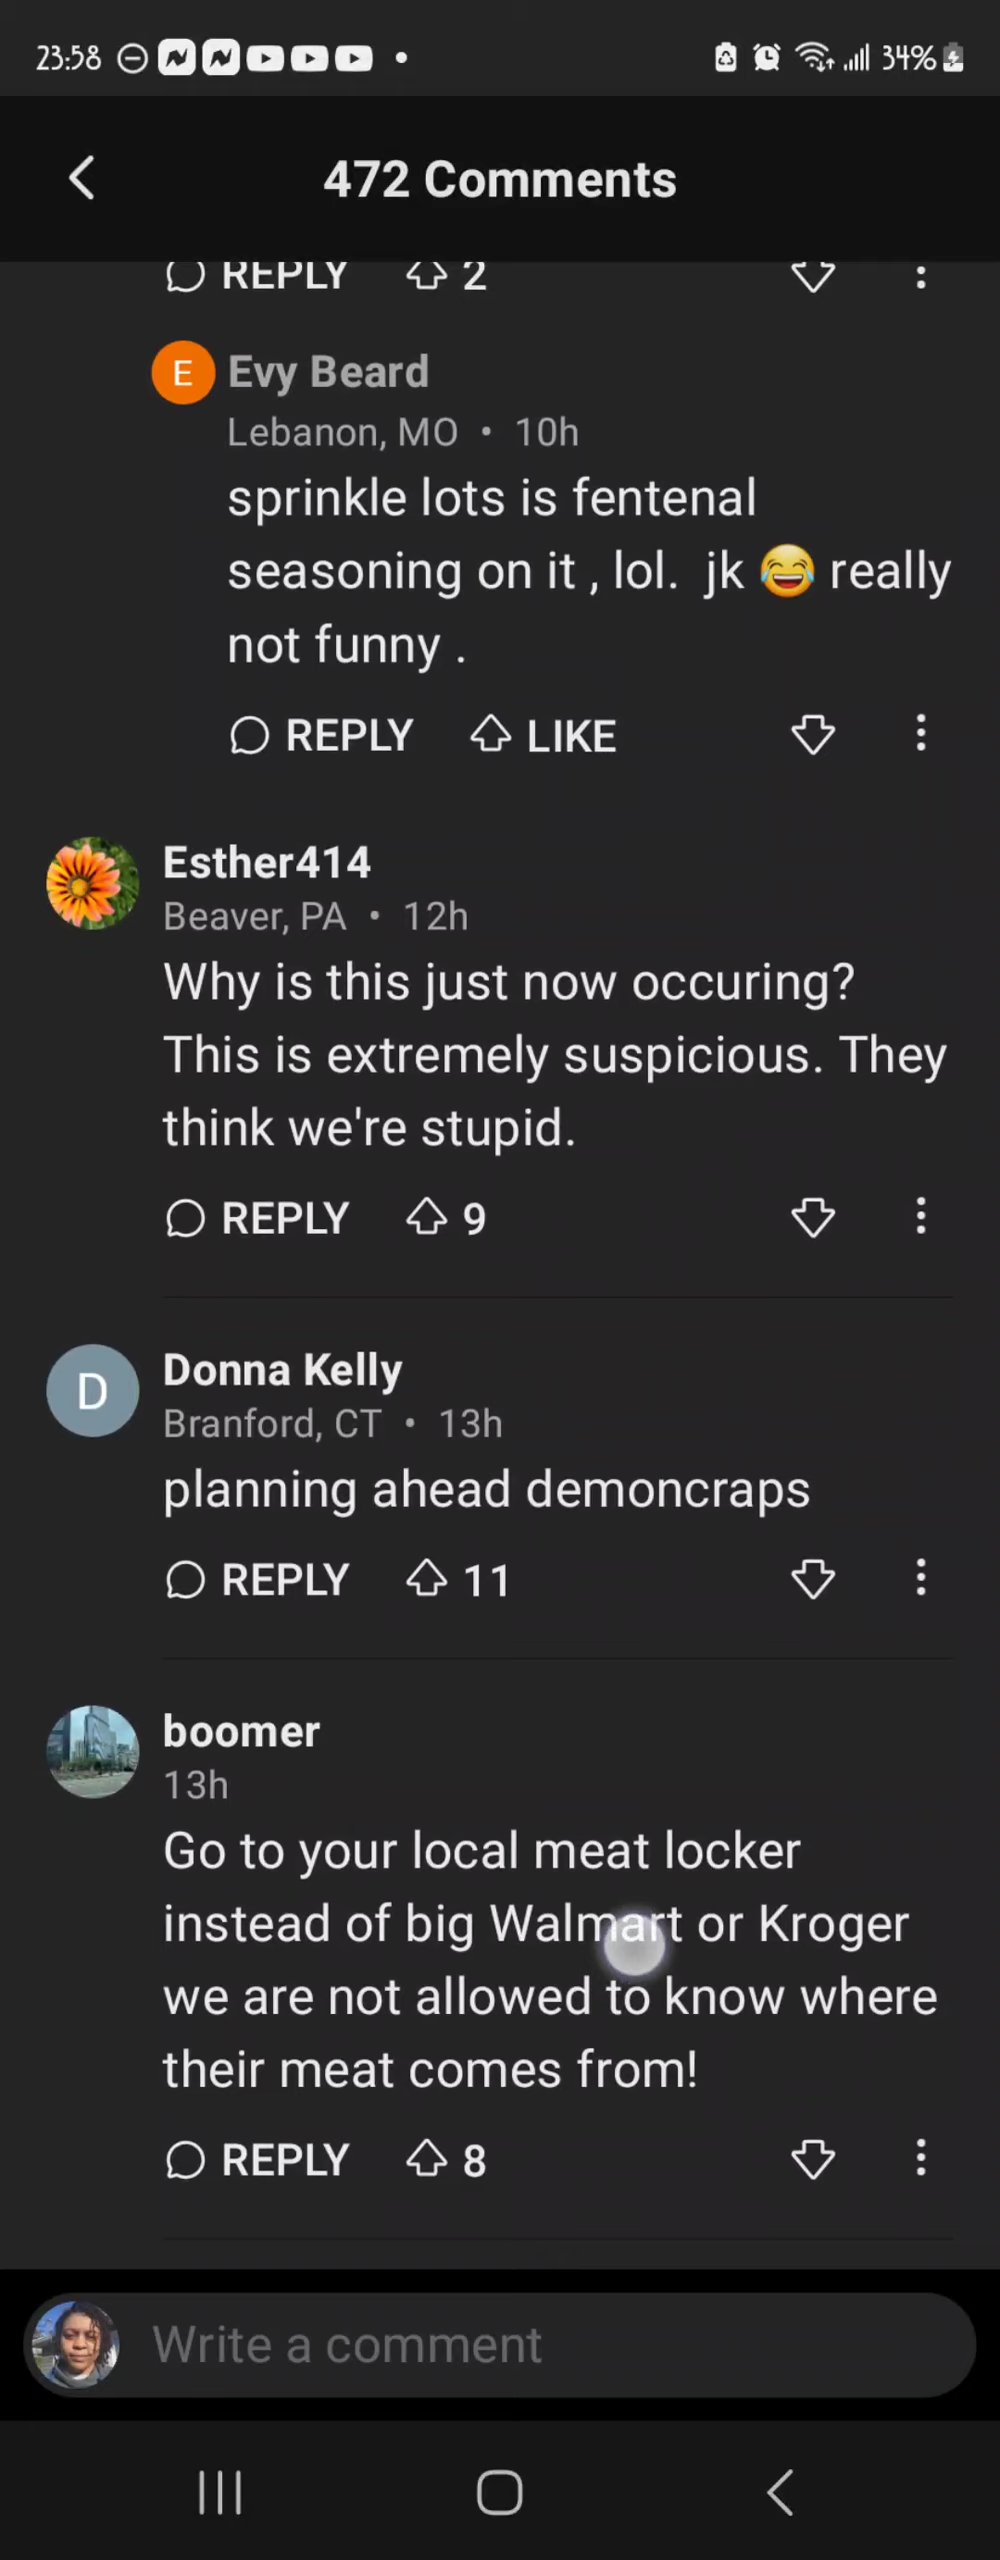 23:58 34%
472 Comments
REPLY 2
E Evy Beard
Lebanon, MO • 10h
sprinkle lots is fentenal
seasoning on it , lol. jk 😂 really
not funny .
REPLY LIKE
Esther414
Beaver, PA • 12h
Why is this just now occuring?
This is extremely suspicious. They
think we're stupid.
REPLY 9
D Donna Kelly
Branford, CT • 13h
planning ahead demoncraps
REPLY 11
boomer
13h
Go to your local meat locker
instead of big Walmart or Kroger
we are not allowed to know where
their meat comes from!
REPLY 8
Write a comment